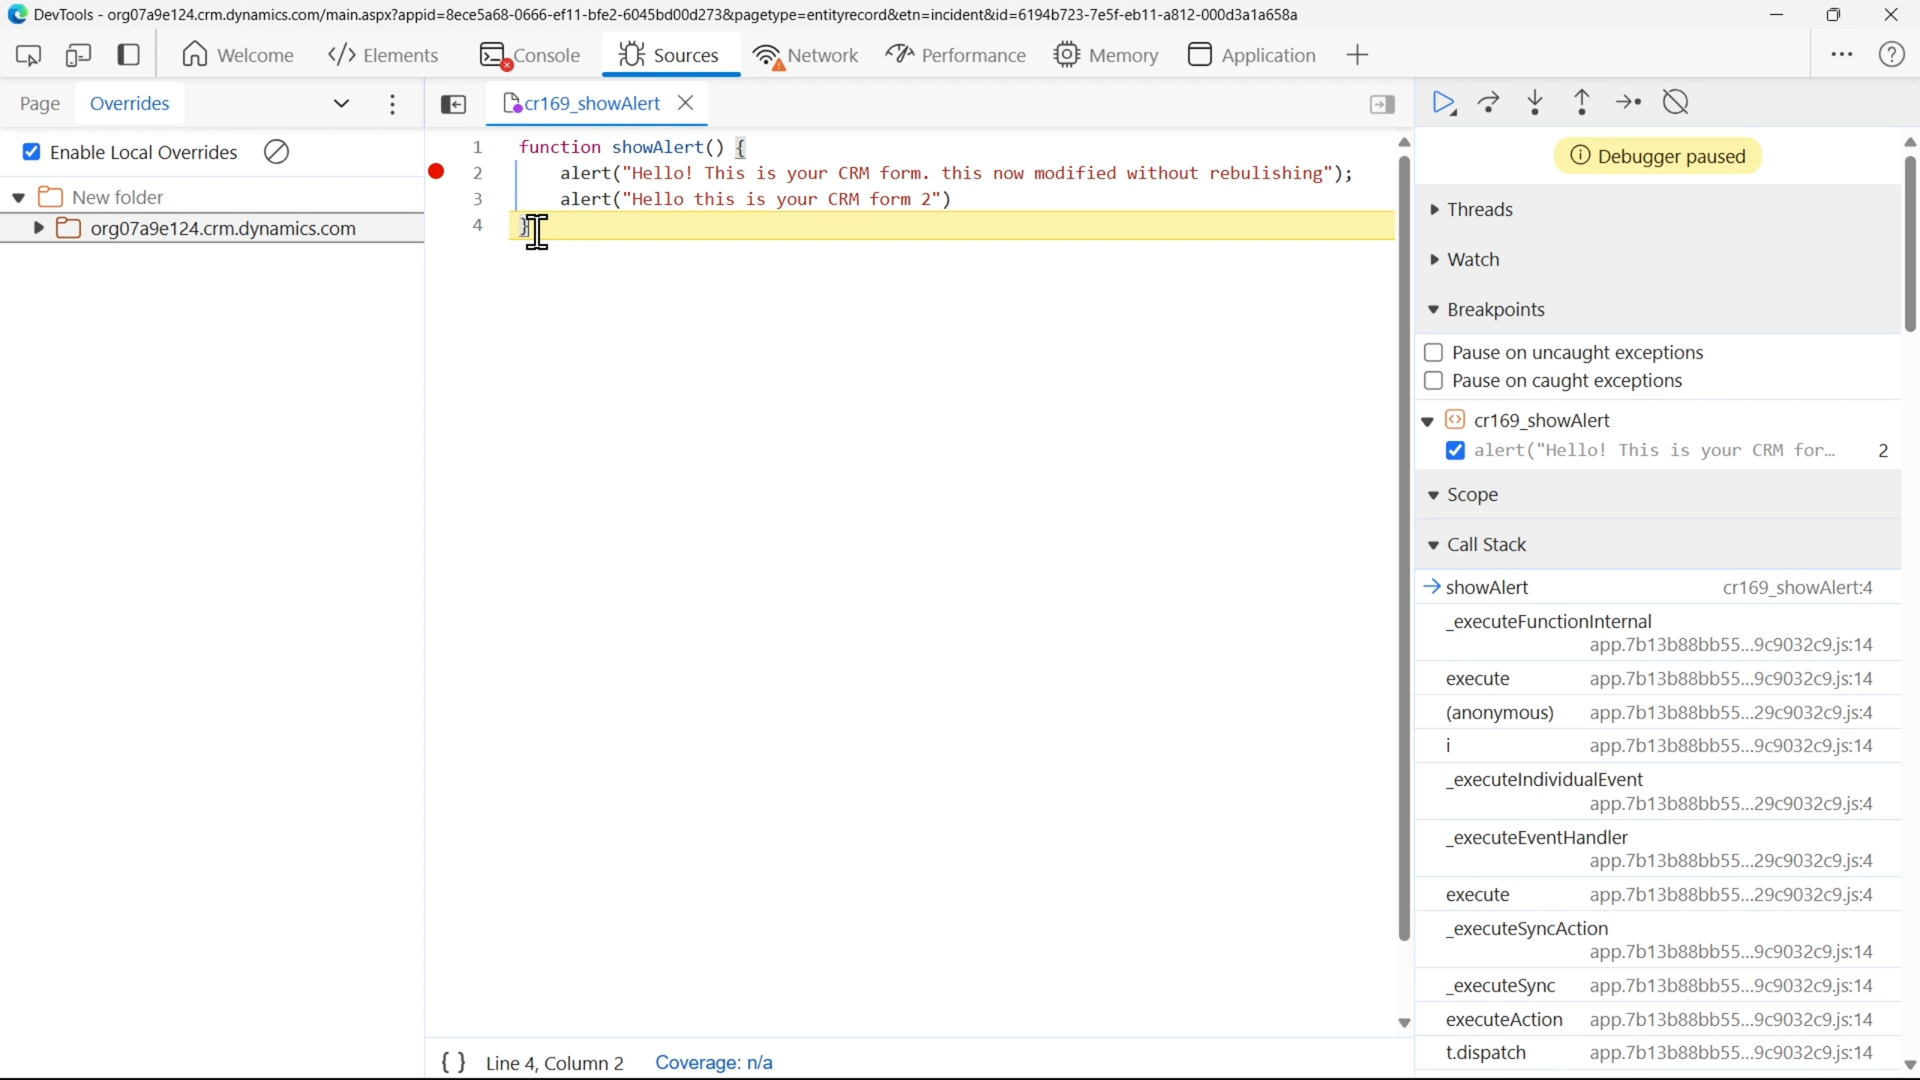 DevTools - org07a9e124.crm.dynamics.com/main.aspx?appid=8ece5a68-0666-ef11-bfe2-6045bd00d273&pagetype=entityrecord&etn=incident&id=6194b723-7e5f-eb11-a812-000d3a1a658a
Welcome </> Elements Console Sources Network Performance Memory Application
Page Overrides cr169_showAlert
Enable Local Overrides
New folder
org07a9e124.crm.dynamics.com
1 function showAlert() {
2 alert("Hello! This is your CRM form. this now modified without rebulishing");
3 alert("Hello this is your CRM form 2")
4 }
Debugger paused
Threads
Watch
Breakpoints
Pause on uncaught exceptions
Pause on caught exceptions
cr169_showAlert
alert("Hello! This is your CRM for… 2
Scope
Call Stack
showAlert cr169_showAlert:4
_executeFunctionInternal
app.7b13b88bb55...9c9032c9.js:14
execute app.7b13b88bb55...9c9032c9.js:14
(anonymous) app.7b13b88bb55...29c9032c9.js:4
i app.7b13b88bb55...9c9032c9.js:14
_executeIndividualEvent
app.7b13b88bb55...29c9032c9.js:4
_executeEventHandler
app.7b13b88bb55...29c9032c9.js:4
execute app.7b13b88bb55...29c9032c9.js:4
_executeSyncAction
app.7b13b88bb55...9c9032c9.js:14
_executeSync app.7b13b88bb55...9c9032c9.js:14
executeAction app.7b13b88bb55...9c9032c9.js:14
t.dispatch app.7b13b88bb55...9c9032c9.js:14
{ } Line 4, Column 2 Coverage: n/a